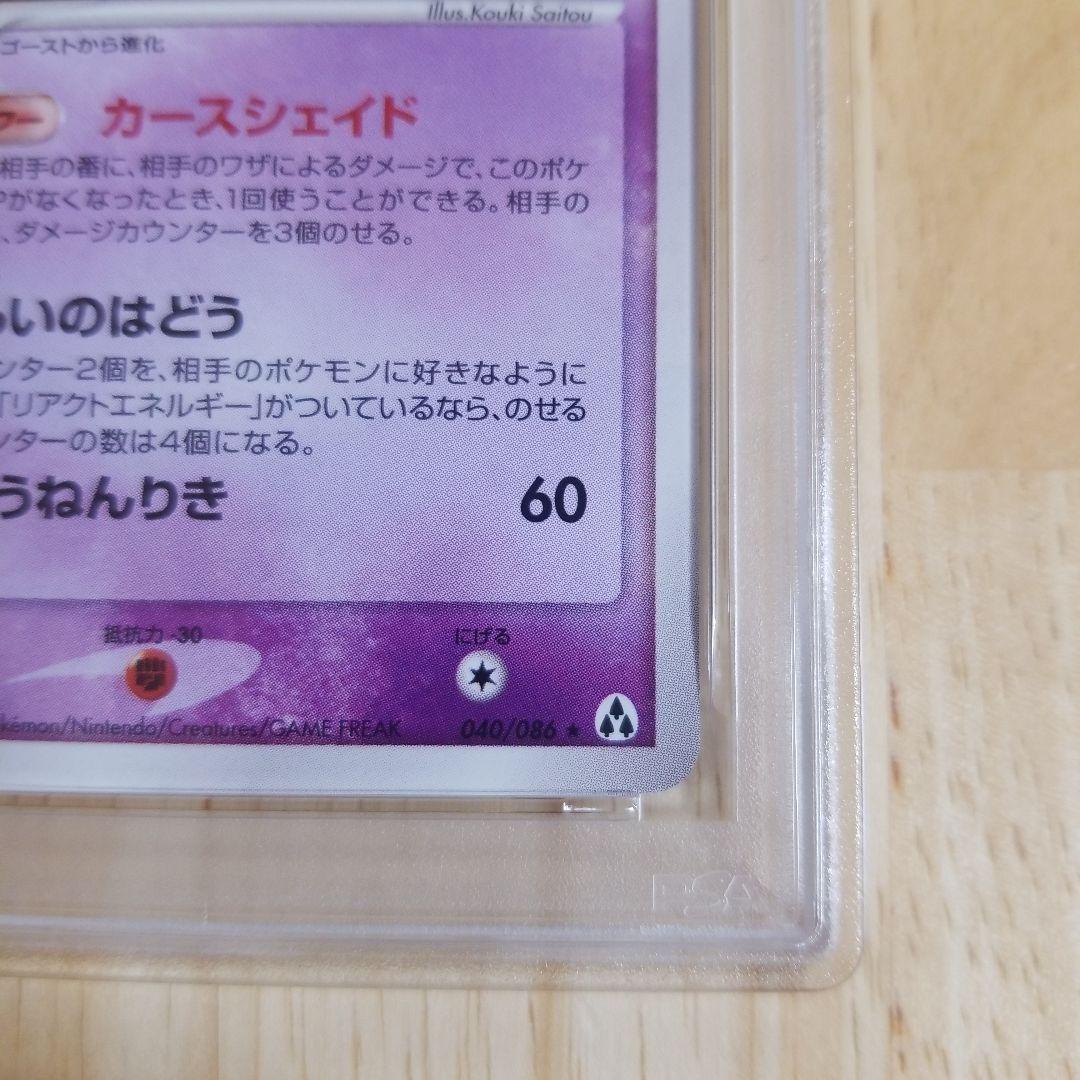 Illus.Kouki Saitou
ゴーストから進化
ワー カースシェイド
相手の番に、相手のワザによるダメージで、このポケ
Pがなくなったとき、1回使うことができる。相手の
、ダメージカウンターを3個のせる。
いのはどう
ンター2個を、相手のポケモンに好きなように
「リアクトエネルギー」がついているなら、のせる
ンターの数は4個になる。
うねんりき 60
抵抗力 -30 にげる
kémon/Nintendo/Creatures/GAME FREAK 040/086 ★
PSA